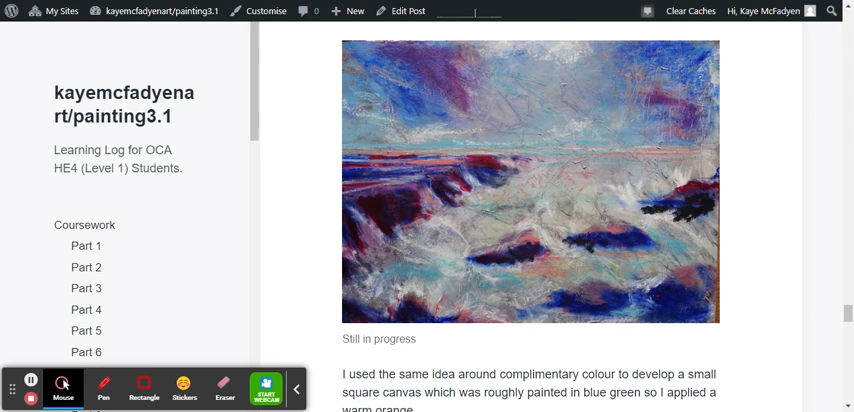 My Sites kayemcfadyenart/painting3.1 Customise 0 New Edit Post Clear Caches Hi, Kaye McFadyen
kayemcfadyena
rt/painting3.1
Learning Log for OCA
HE4 (Level 1) Students.
Coursework
Part 1
Part 2
Part 3
Part 4
Part 5
Part 6
Still in progress
I used the same idea around complimentary colour to develop a small
square canvas which was roughly painted in blue green so I applied a
warm orange
Mouse Pen Rectangle Stickers Eraser START
WEBCAM